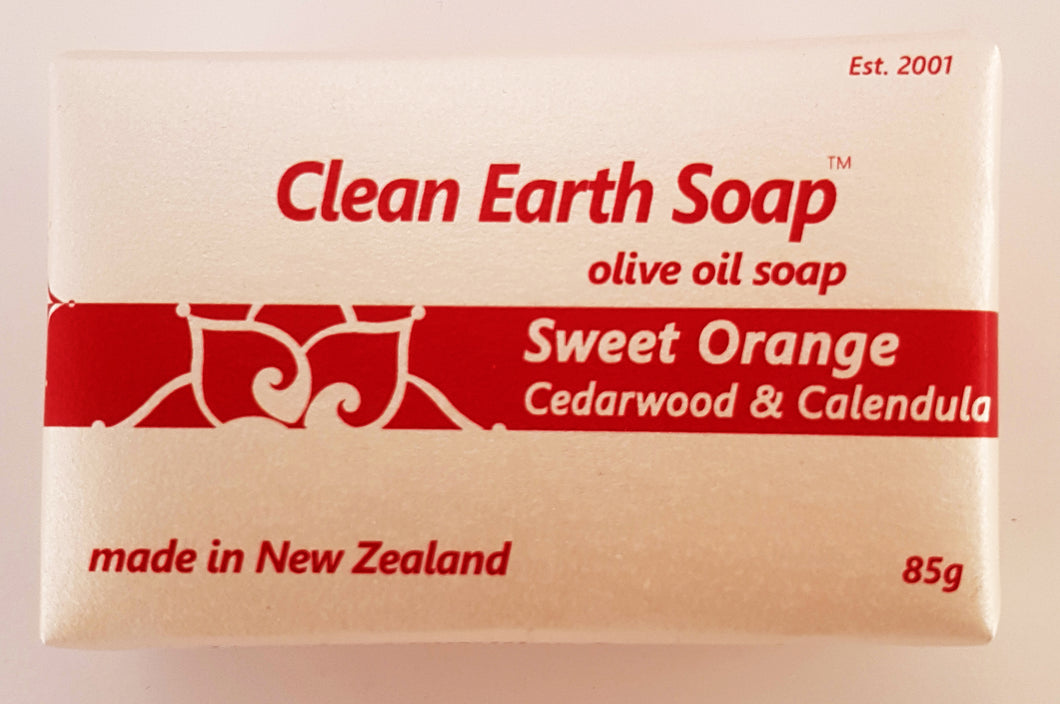 Est. 2001
Clean Earth Soap™
olive oil soap
Sweet Orange
Cedarwood & Calendula
made in New Zealand
85g